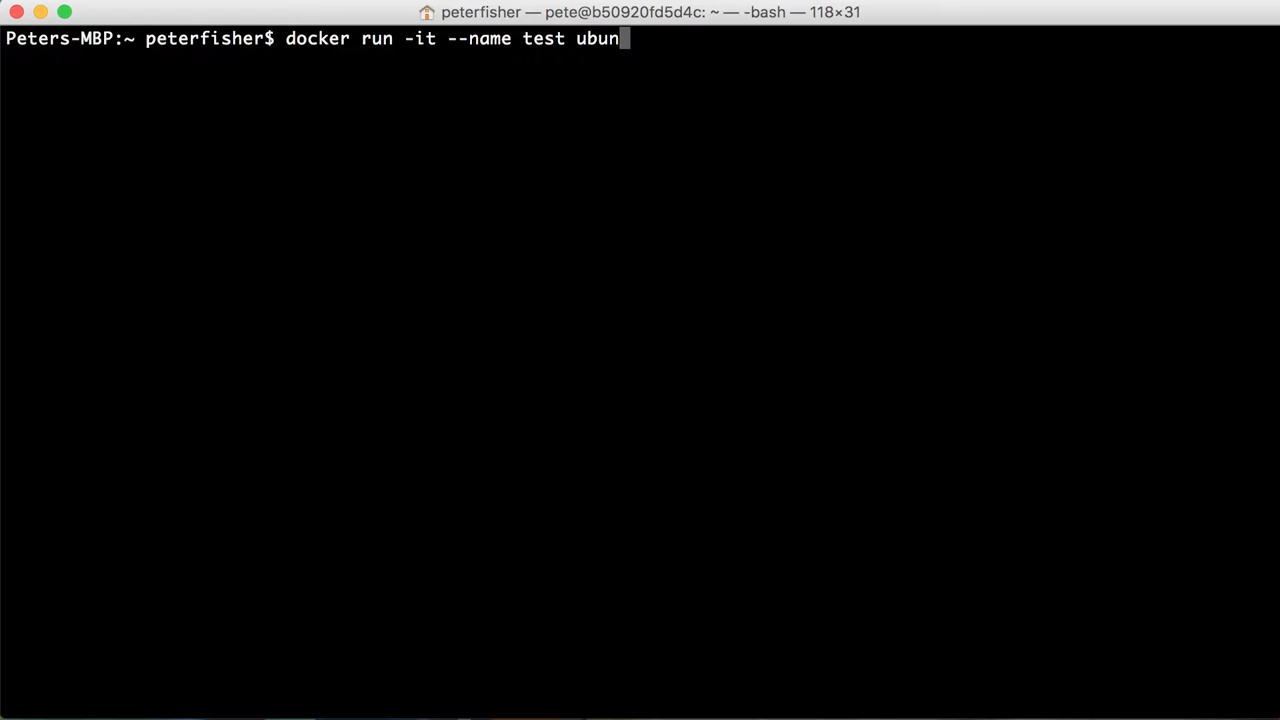 peterfisher — pete@b50920fd5d4c: ~ — -bash — 118×31
Peters-MBP:~ peterfisher$ docker run -it --name test ubun